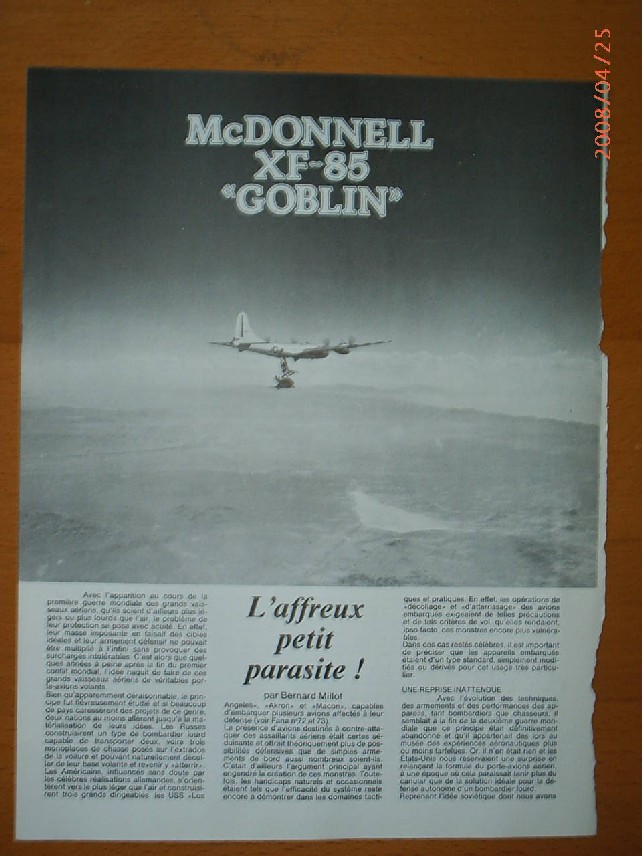 2008/04/25
McDONNELL
XF-85
«GOBLIN»
Avec l'apparition au cours de la
première guerre mondiale des grands vais-
seaux aériens, qu'ils soient d'ailleurs plus lé-
gers ou plus lourds que l'air, le problème de
leur protection se posa avec acuité. En effet,
leur masse imposante en faisait des cibles
idéales et leur armement défensif ne pouvait
être multiplié à l'infini sans provoquer des
surcharges intolérables. C'est alors que quel-
ques années à peine après la fin du premier
conflit mondial, l'idée naquit de faire de ces
grands vaisseaux aériens de véritables por-
te-avions volants.
Bien qu'apparemment déraisonnable, le prin-
cipe fut fiévreusement étudié et si beaucoup
de pays caressèrent des projets de ce genre,
deux nations au moins allèrent jusqu'à la ma-
térialisation de leurs idées. Les Russes
construisirent un type de bombardier lourd
capable de transporter deux, voire trois
monoplaces de chasse posés sur l'extrados
de la voilure et pouvant naturellement décol-
ler de leur base volante et revenir y «atterrir».
Les Américains, influencés sans doute par
les célèbres réalisations allemandes, s'orien-
tèrent vers le plus léger que l'air et construisi-
rent trois grands dirigeables, les USS «Los
L'affreux
petit
parasite !
par Bernard Millot
Angeles», «Akron» et «Macon», capables
d'embarquer plusieurs avions affectés à leur
défense (voir Fana n°72 et 73).
La présence d'avions destinés à contre-atta-
quer des assaillants aériens était certes sé-
duisante et offrait théoriquement plus de pos-
sibilités défensives que de simples arme-
ments de bord aussi nombreux soient-ils.
C'était d'ailleurs l'argument principal ayant
engendré la création de ces monstres. Toute-
fois, les handicaps naturels et occasionnels
étaient tels que l'efficacité du système reste
encore à démontrer dans les domaines tacti-
ques et pratiques. En effet, les opérations de
«décollage» et «d'atterrissage» des avions
embarqués exigeaient de telles précautions
et de tels critères de vol, qu'elles rendaient,
ipso facto, ces monstres encore plus vulnéra-
bles.
Dans ces cas restés célèbres, il est important
de préciser que les appareils embarqués
étaient d'un type standard, simplement modi-
fiés ou dérivés pour cet usage très particu-
lier.
UNE REPRISE INATTENDUE
Avec l'évolution des techniques,
des armements et des performances des ap-
pareils, tant bombardiers que chasseurs, il
semblait à la fin de la deuxième guerre mon-
diale que ce principe était définitivement
abandonné et qu'il appartenait dès lors au
musée des expériences aéronautiques plus
ou moins farfelues. Or, il n'en était rien et les
Etats-Unis nous réservaient une surprise en
relançant la formule du porte-avions aérien,
à une époque où cela paraissait tenir plus du
canular que de la solution idéale pour la dé-
fense autonome d'un bombardier lourd.
Reprenant l'idée soviétique dont nous avons